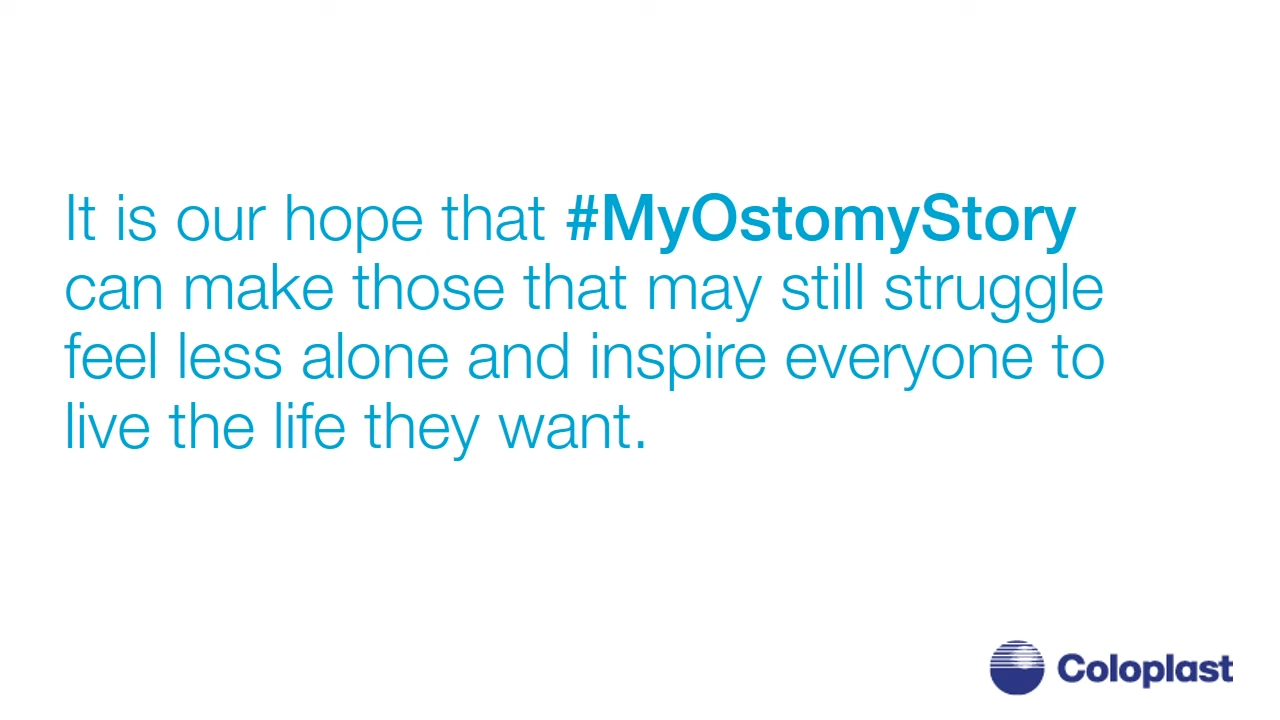 It is our hope that #MyOstomyStory
can make those that may still struggle
feel less alone and inspire everyone to
live the life they want.
Coloplast